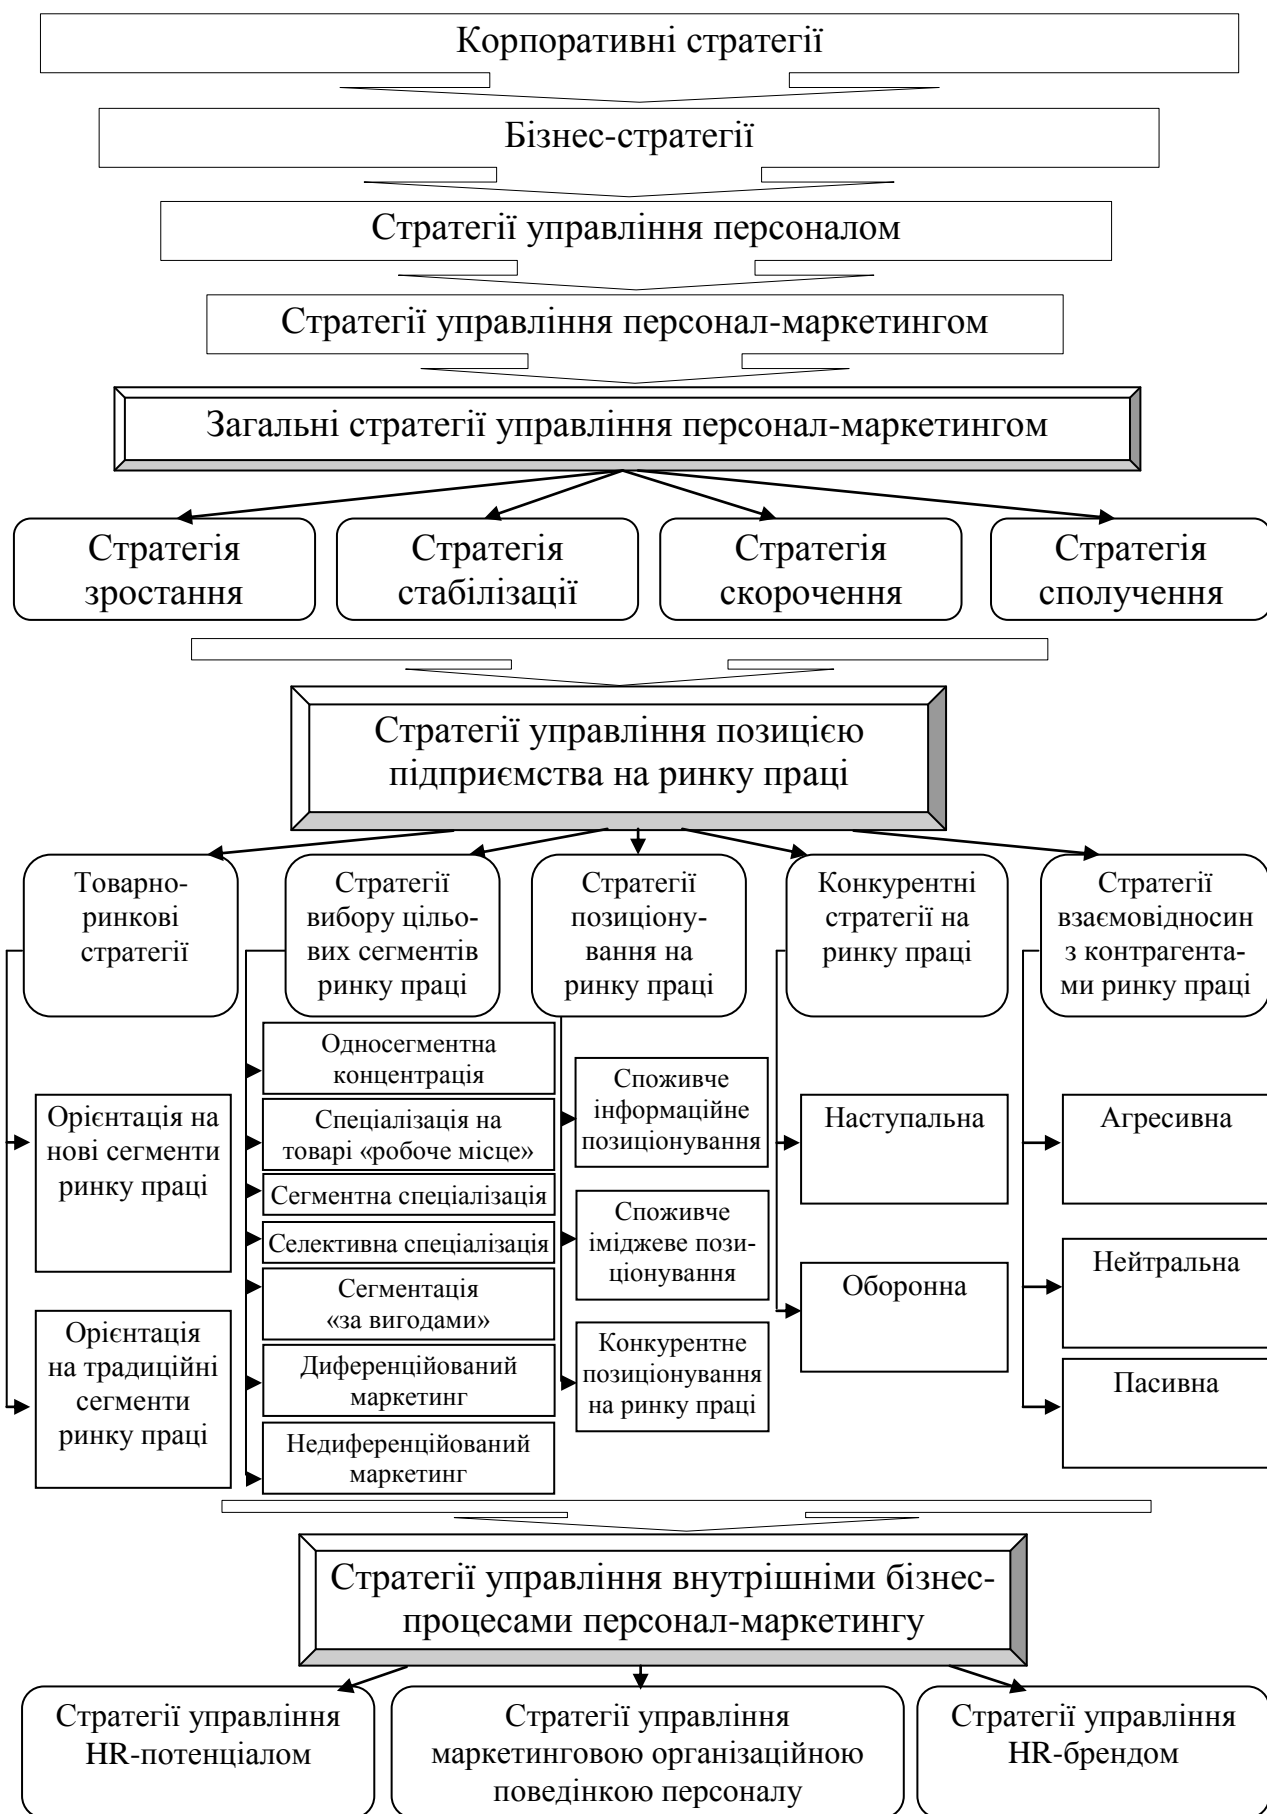 Корпоративні стратегії
Бізнес-стратегії
Стратегії управління персоналом
Стратегії управління персонал-маркетингом
Загальні стратегії управління персонал-маркетингом
Стратегія
зростання
Стратегія
стабілізації
Стратегія
скорочення
Стратегія
сполучення
Стратегії управління позицією
підприємства на ринку праці
Товарно-
ринкові
стратегії
Стратегії
вибору цільо-
вих сегментів
ринку праці
Стратегії
позиціону-
вання на
ринку праці
Конкурентні
стратегії на
ринку праці
Стратегії
взаємовідносин
з контрагента-
ми ринку праці
Орієнтація на
нові сегменти
ринку праці
Орієнтація
на традиційні
сегменти
ринку праці
Односегментна
концентрація
Спеціалізація на
товарі «робоче місце»
Сегментна спеціалізація
Селективна спеціалізація
Сегментація
«за вигодами»
Диференційований
маркетинг
Недиференційований
маркетинг
Споживче
інформаційне
позиціонування
Споживче
іміджеве пози-
ціонування
Конкурентне
позиціонування
на ринку праці
Наступальна
Оборонна
Агресивна
Нейтральна
Пасивна
Стратегії управління внутрішніми бізнес-
процесами персонал-маркетингу
Стратегії управління
HR-потенціалом
Стратегії управління
маркетинговою організаційною
поведінкою персоналу
Стратегії управління
HR-брендом